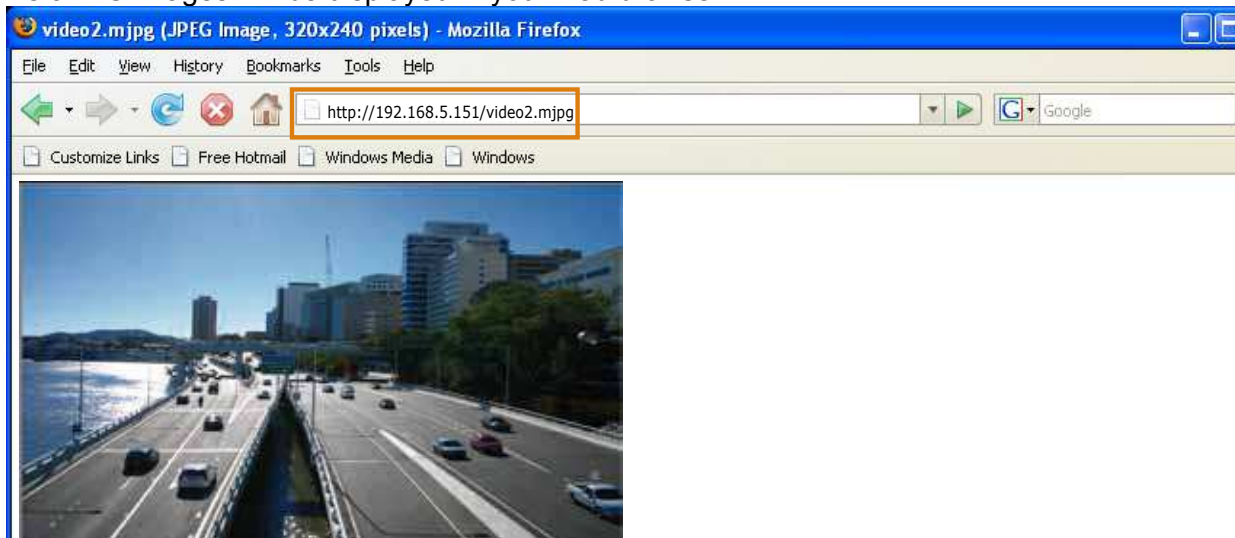 video2.mjpg (JPEG Image, 320x240 pixels) - Mozilla Firefox
File Edit View History Bookmarks Tools Help
http://192.168.5.151/video2.mjpg G Google
Customize Links Free Hotmail Windows Media Windows